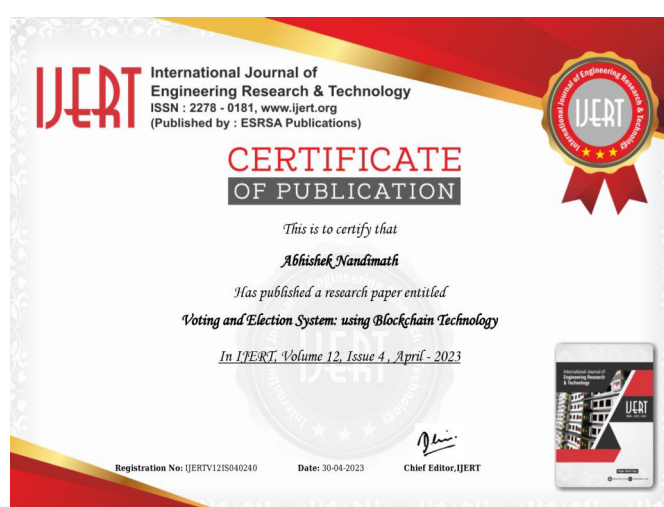 IJERT
International Journal of
Engineering Research & Technology
ISSN : 2278 - 0181, www.ijert.org
(Published by : ESRSA Publications)
International Journal of Engineering Research & Technology
IJERT
CERTIFICATE
OF PUBLICATION
This is to certify that
Abhishek Nandimath
Has published a research paper entitled
Voting and Election System: using Blockchain Technology
In IJERT, Volume 12, Issue 4 , April - 2023
International Journal of
Engineering Research
& Technology
IJERT
Registration No: IJERTV12IS040240
Date: 30-04-2023
Chief Editor,IJERT